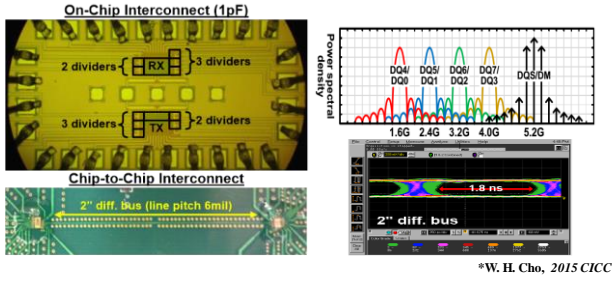 On-Chip Interconnect (1pF)
2 dividers
RX
3 dividers
3 dividers
TX
2 dividers
Chip-to-Chip Interconnect
2" diff. bus (line pitch 6mil)
Power spectral
density
DQ4/
DQ0
DQ5/
DQ1
DQ6/
DQ2
DQ7/
DQ3
DQS/DM
1.6G 2.4G 3.2G 4.0G 5.2G
1.8 ns
2" diff. bus
*W. H. Cho, 2015 CICC